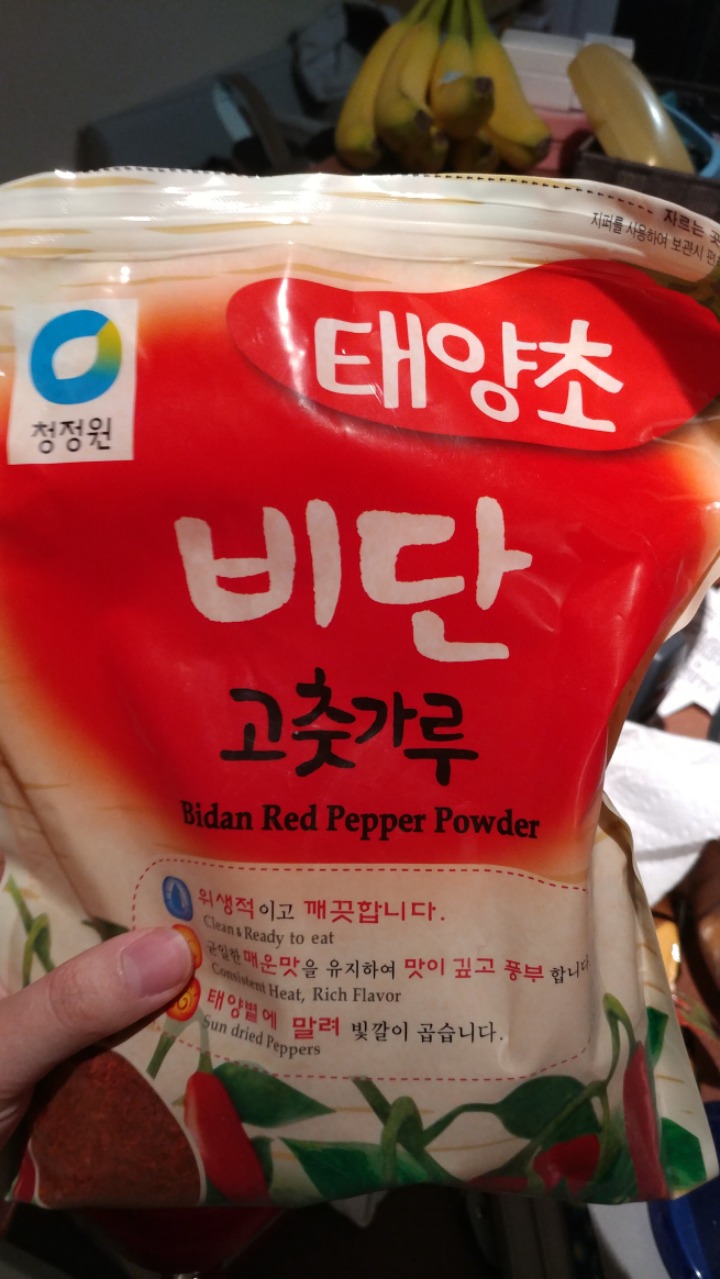 자르는 곳
지퍼를 사용하여 보관시
청정원
태양초
비단
고춧가루
Bidan Red Pepper Powder
위생적이고 깨끗합니다.
Clean & Ready to eat
균일한 매운맛을 유지하여 맛이 깊고 풍부합니다.
Consistent Heat, Rich Flavor
태양볕에 말려 빛깔이 곱습니다.
Sun dried Peppers